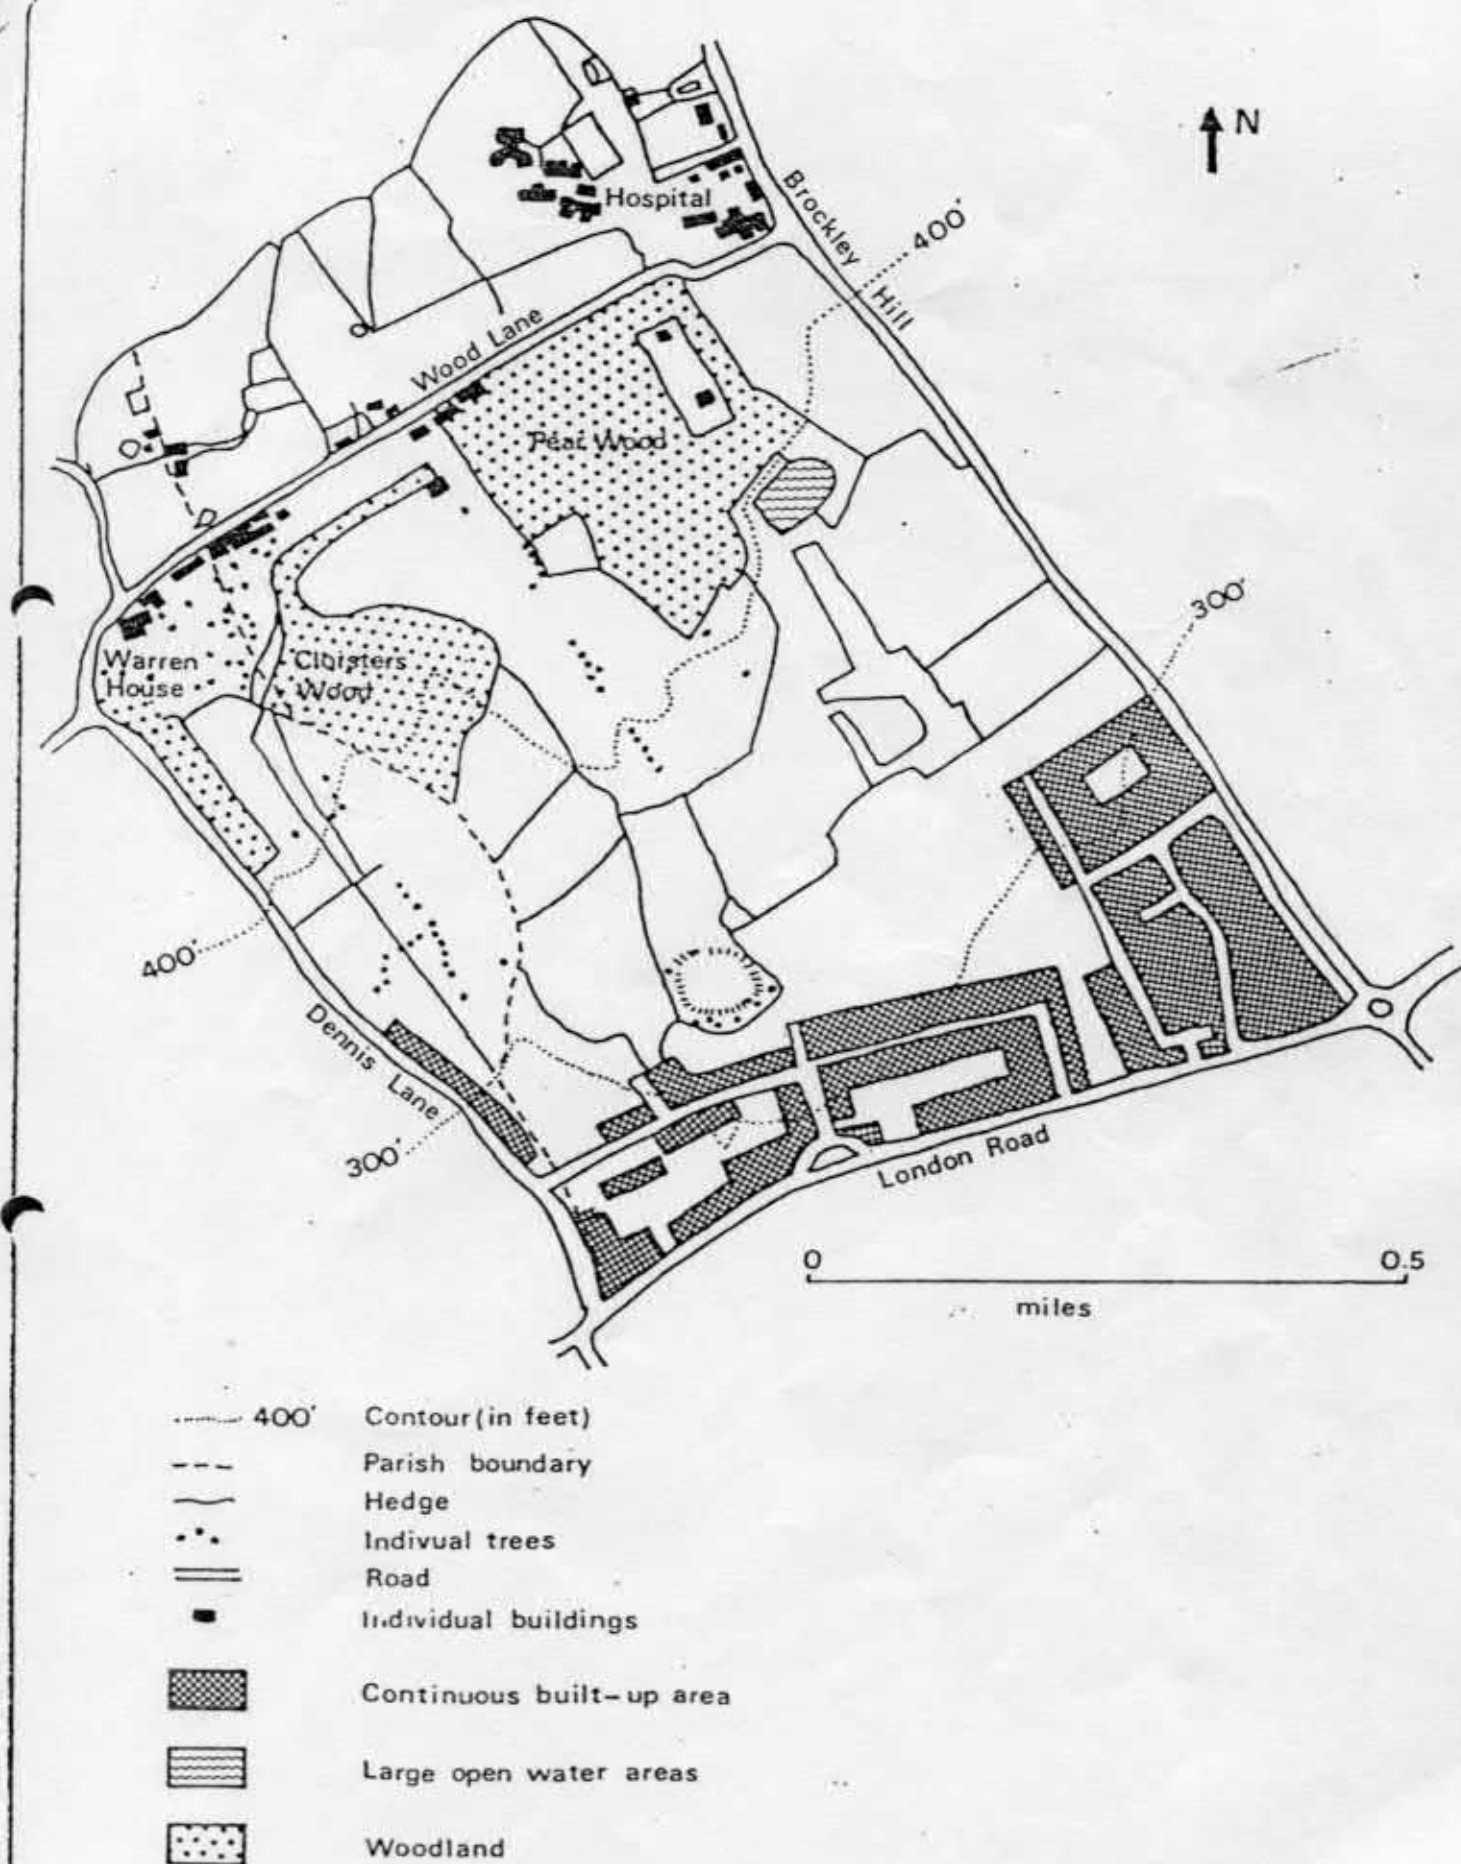 N
Brockley
Hill
400'
Hospital
Wood Lane
Pear Wood
300'
Warren
House
Cloisters
Wood
400'
Dennis Lane
300'
London Road
0 0.5
miles
400' Contour (in feet)
Parish boundary
Hedge
Indivual trees
Road
Individual buildings
Continuous built-up area
Large open water areas
Woodland